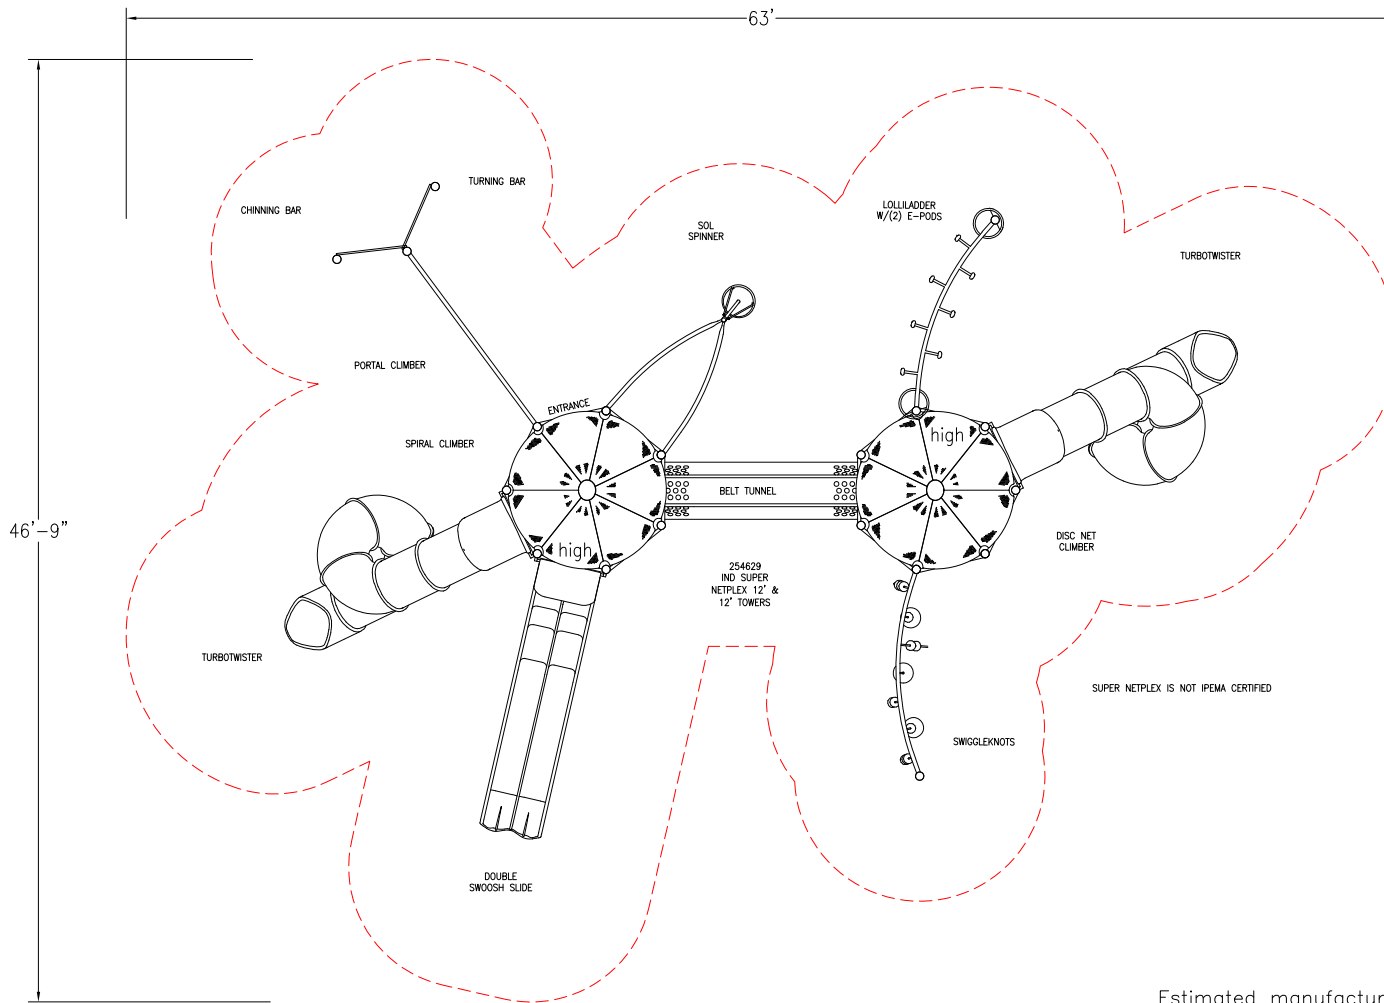 63'
TURNING BAR
CHINNING BAR
LOLLILADDER
W/(2) E-PODS
SOL
SPINNER
TURBOTWISTER
PORTAL CLIMBER
ENTRANCE
SPIRAL CLIMBER
high
BELT TUNNEL
46'-9"
high
DISC NET
CLIMBER
254629
IND SUPER
NETPLEX 12' &
12' TOWERS
TURBOTWISTER
SUPER NETPLEX IS NOT IPEMA CERTIFIED
SWIGGLEKNOTS
DOUBLE
SWOOSH SLIDE
Estimated manufactur